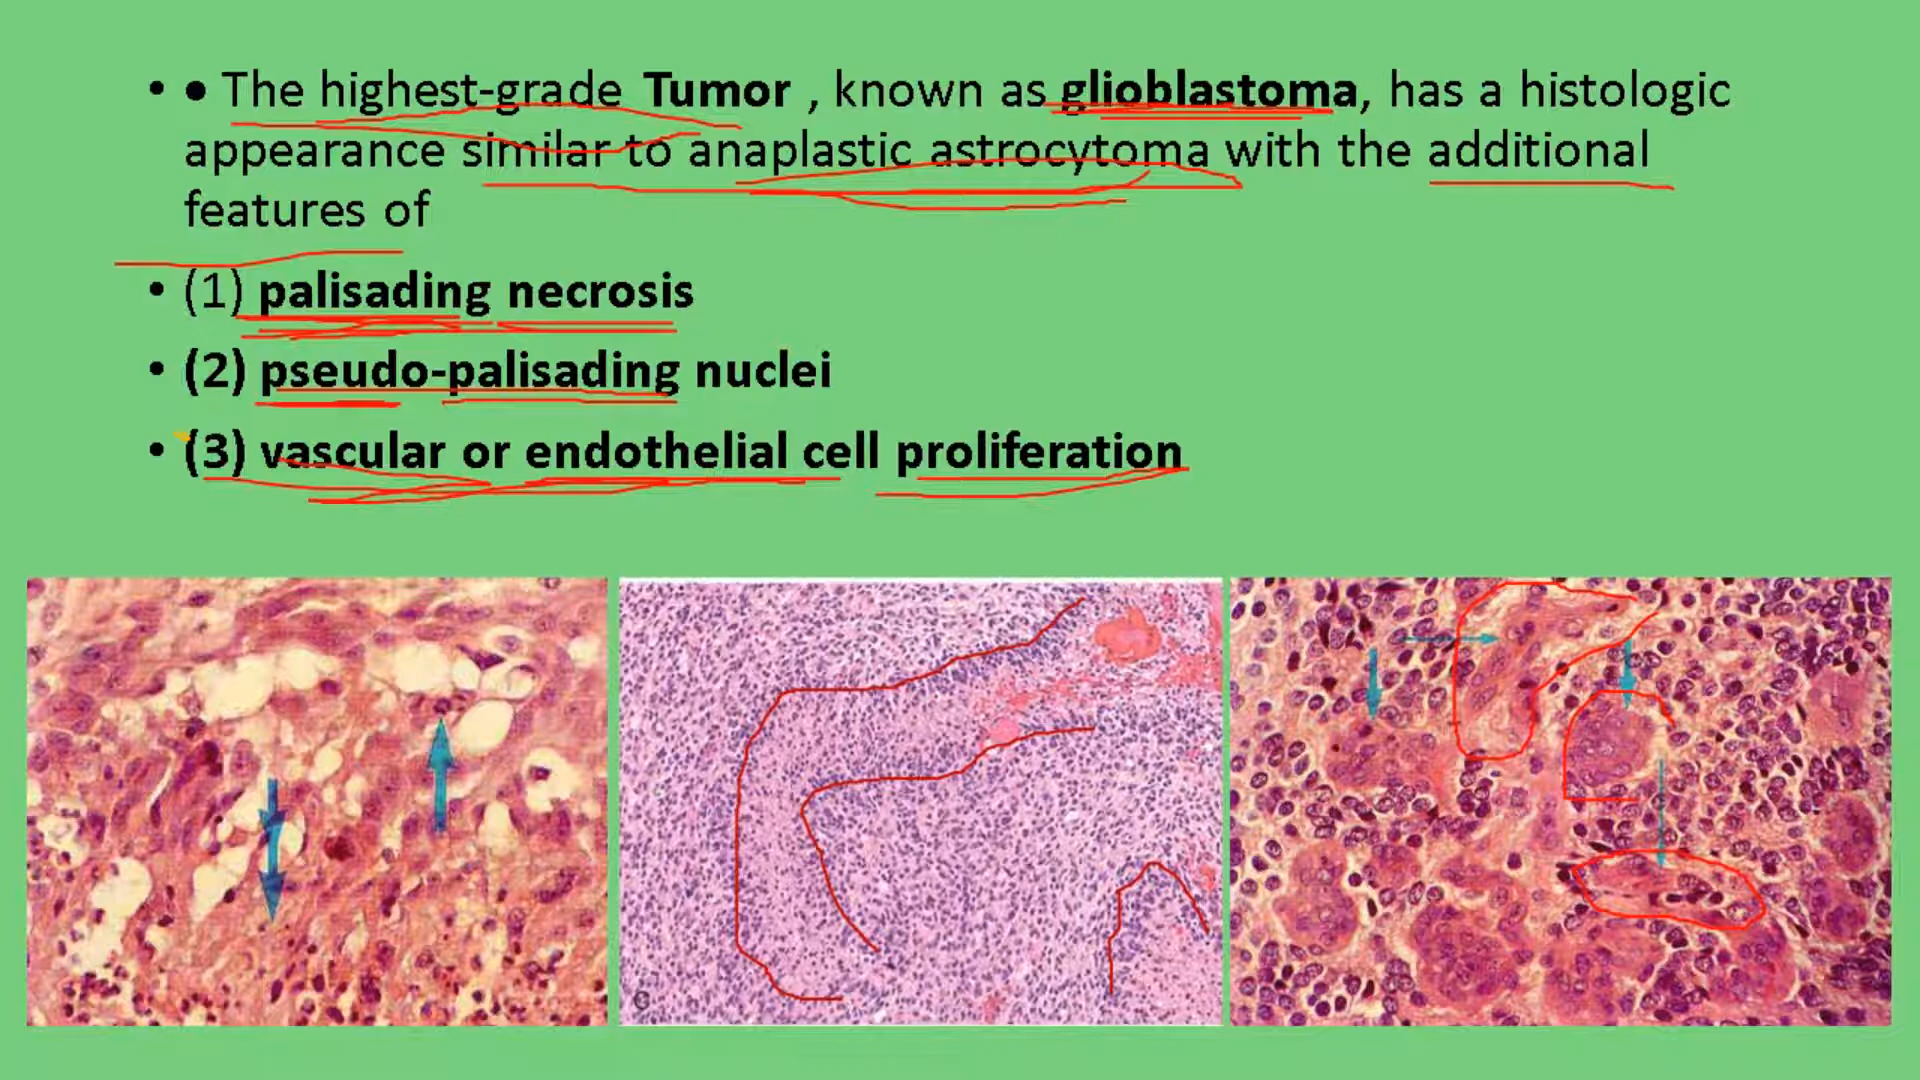 • ● The highest-grade Tumor , known as glioblastoma, has a histologic
appearance similar to anaplastic astrocytoma with the additional
features of
• (1) palisading necrosis
• (2) pseudo-palisading nuclei
• (3) vascular or endothelial cell proliferation